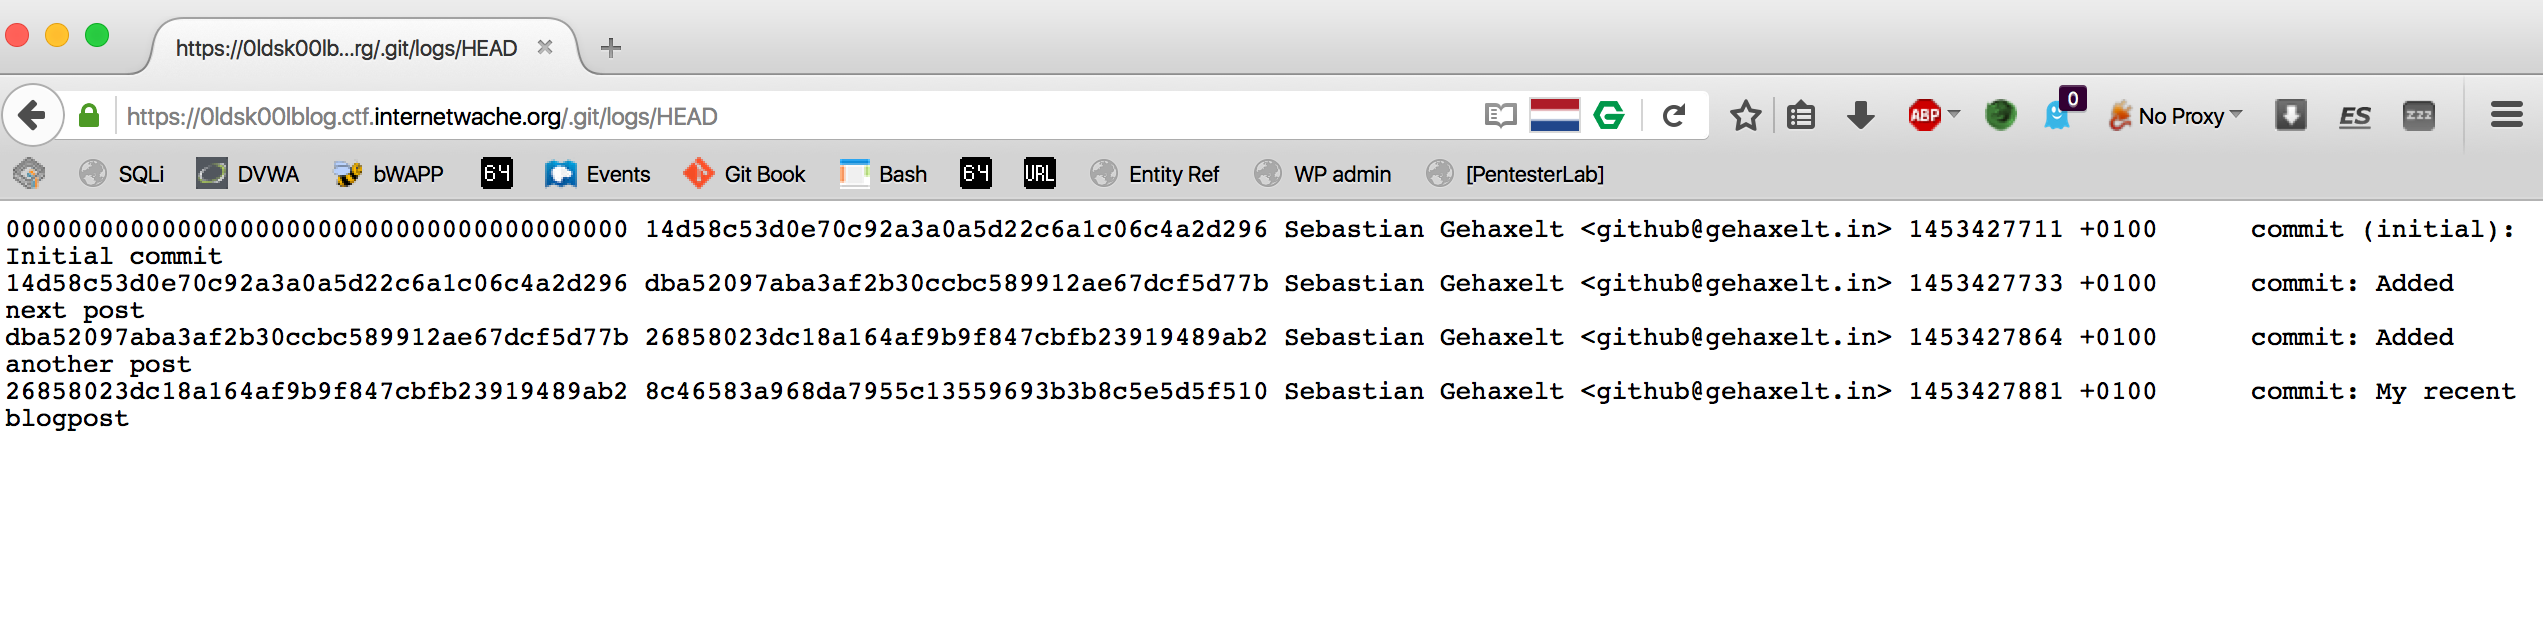 https://0ldsk00lb...rg/.git/logs/HEAD
https://0ldsk00lblog.ctf.internetwache.org/.git/logs/HEAD
ABP
0
No Proxy
ES
zzz
SQLi
DVWA
bWAPP
64
Events
Git Book
Bash
64
URL
Entity Ref
WP admin
[PentesterLab]
0000000000000000000000000000000000000000 14d58c53d0e70c92a3a0a5d22c6a1c06c4a2d296 Sebastian Gehaxelt <github@gehaxelt.in> 1453427711 +0100 commit (initial):
Initial commit
14d58c53d0e70c92a3a0a5d22c6a1c06c4a2d296 dba52097aba3af2b30ccbc589912ae67dcf5d77b Sebastian Gehaxelt <github@gehaxelt.in> 1453427733 +0100 commit: Added
next post
dba52097aba3af2b30ccbc589912ae67dcf5d77b 26858023dc18a164af9b9f847cbfb23919489ab2 Sebastian Gehaxelt <github@gehaxelt.in> 1453427864 +0100 commit: Added
another post
26858023dc18a164af9b9f847cbfb23919489ab2 8c46583a968da7955c13559693b3b8c5e5d5f510 Sebastian Gehaxelt <github@gehaxelt.in> 1453427881 +0100 commit: My recent
blogpost